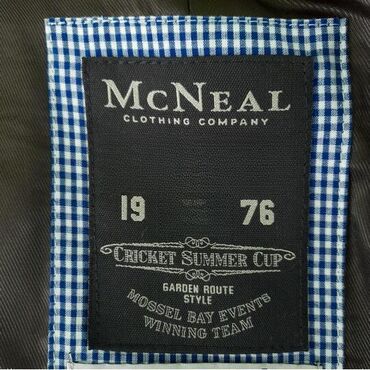 McNEAL
CLOTHING COMPANY
19 76
CRICKET SUMMER CUP
GARDEN ROUTE
STYLE
MOSSEL BAY EVENTS
WINNING TEAM